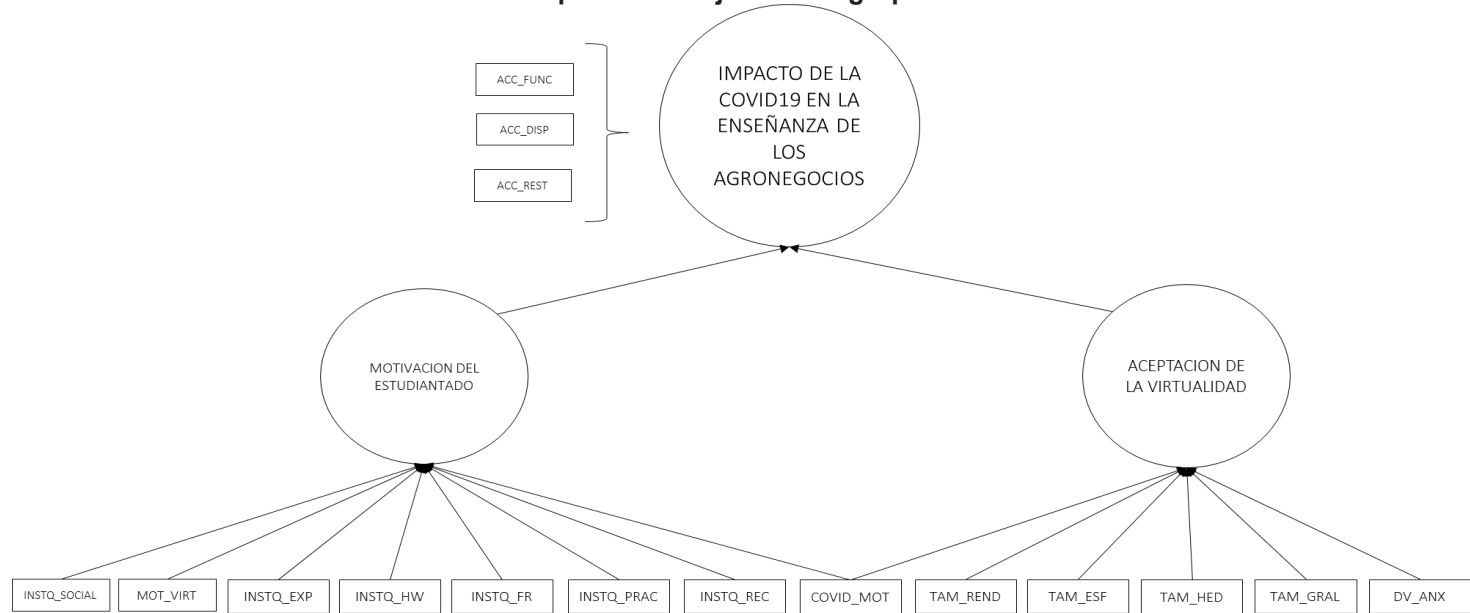 IMPACTO DE LA
COVID19 EN LA
ENSEÑANZA DE
LOS
AGRONEGOCIOS
ACC_FUNC
ACC_DISP
ACC_REST
MOTIVACION DEL
ESTUDIANTADO
ACEPTACION DE
LA VIRTUALIDAD
INSTQ_SOCIAL
MOT_VIRT
INSTQ_EXP
INSTQ_HW
INSTQ_FR
INSTQ_PRAC
INSTQ_REC
COVID_MOT
TAM_REND
TAM_ESF
TAM_HED
TAM_GRAL
DV_ANX